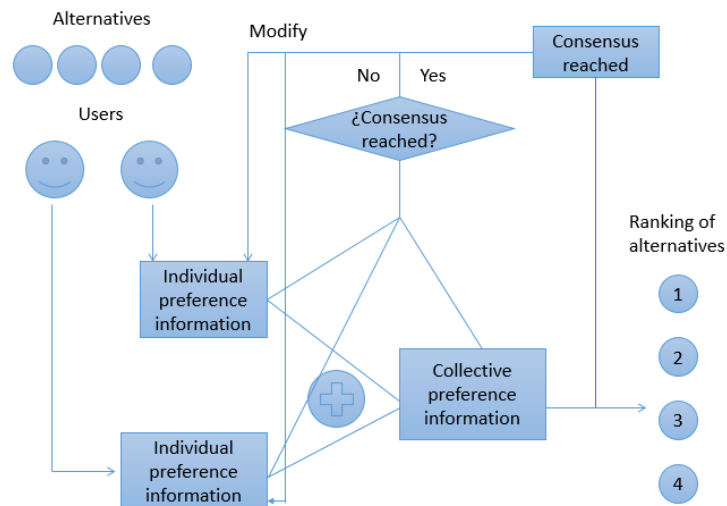 Alternatives
Modify
Consensus
reached
No
Yes
Users
¿Consensus
reached?
Ranking of
alternatives
Individual
preference
information
1
2
Collective
preference
information
3
Individual
preference
information
4